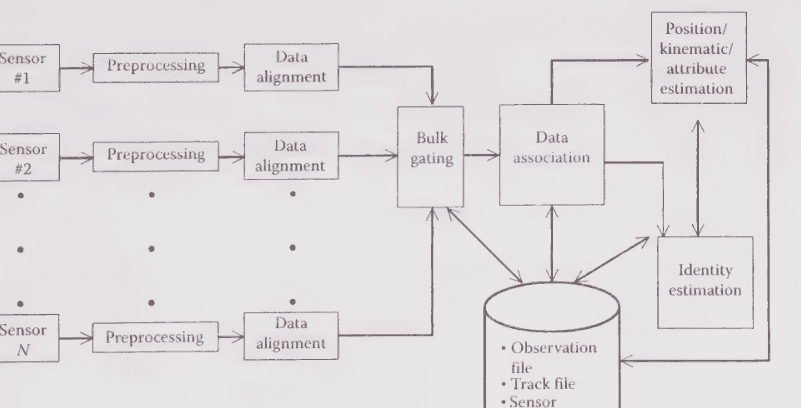 Sensor
#1
Preprocessing
Data
alignment
Sensor
#2
Preprocessing
Data
alignment
Sensor
N
Preprocessing
Data
alignment
Bulk
gating
Data
association
Position/
kinematic/
attribute
estimation
Identity
estimation
• Observation
file
• Track file
• Sensor